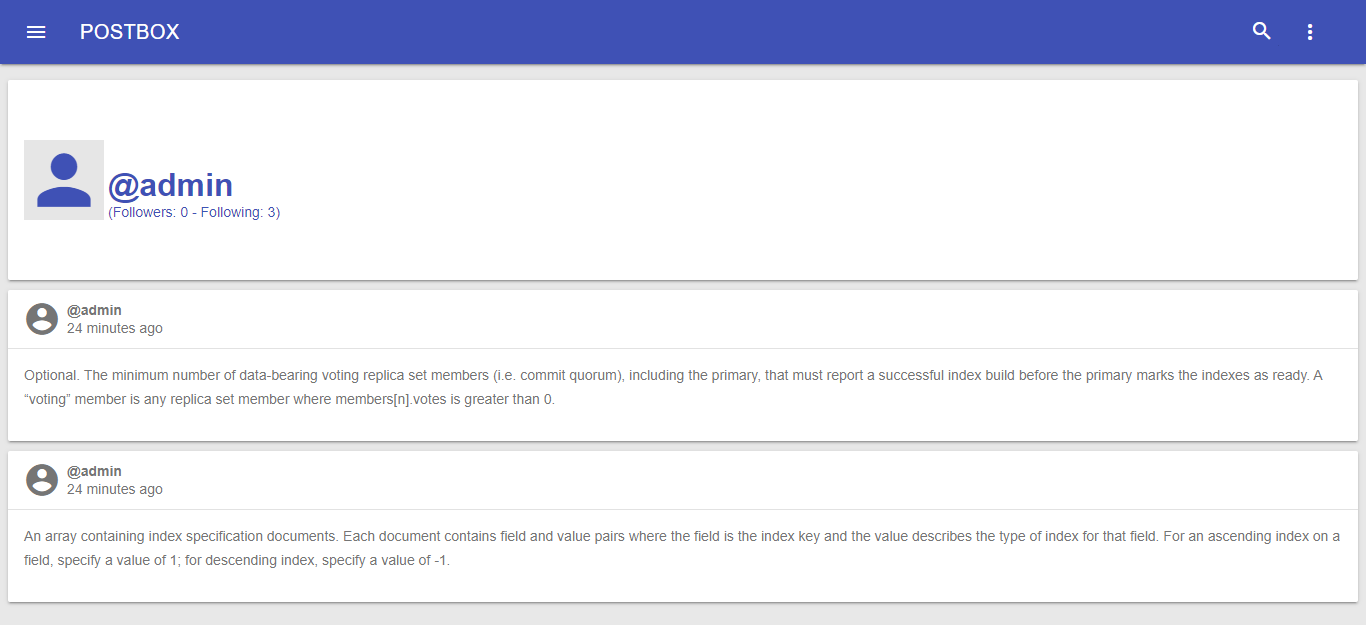 POSTBOX
@admin
(Followers: 0 - Following: 3)
@admin
24 minutes ago
Optional. The minimum number of data-bearing voting replica set members (i.e. commit quorum), including the primary, that must report a successful index build before the primary marks the indexes as ready. A
“voting” member is any replica set member where members[n].votes is greater than 0.
@admin
24 minutes ago
An array containing index specification documents. Each document contains field and value pairs where the field is the index key and the value describes the type of index for that field. For an ascending index on a
field, specify a value of 1; for descending index, specify a value of -1.